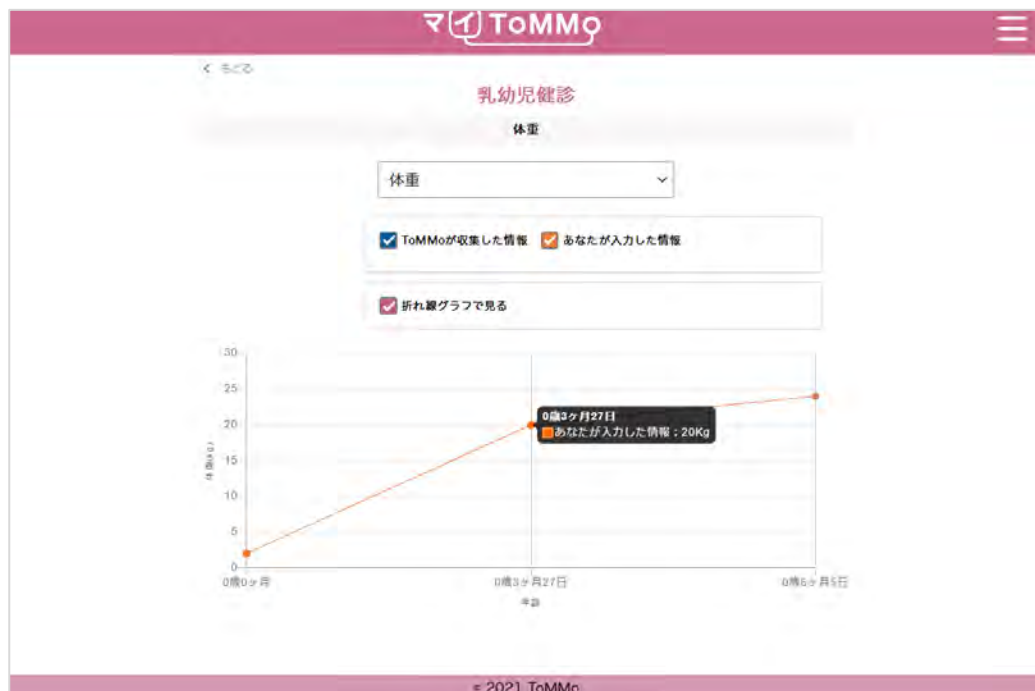 マイToMMo
もどる
乳幼児健診
体重
体重
ToMMoが収集した情報 あなたが入力した情報
折れ線グラフで見る
30
25
20
15
10
5
0
体重(Kg)
0歳3ヶ月27日
あなたが入力した情報：20Kg
0歳0ヶ月 0歳3ヶ月27日 0歳6ヶ月5日
年齢
© 2021 ToMMo